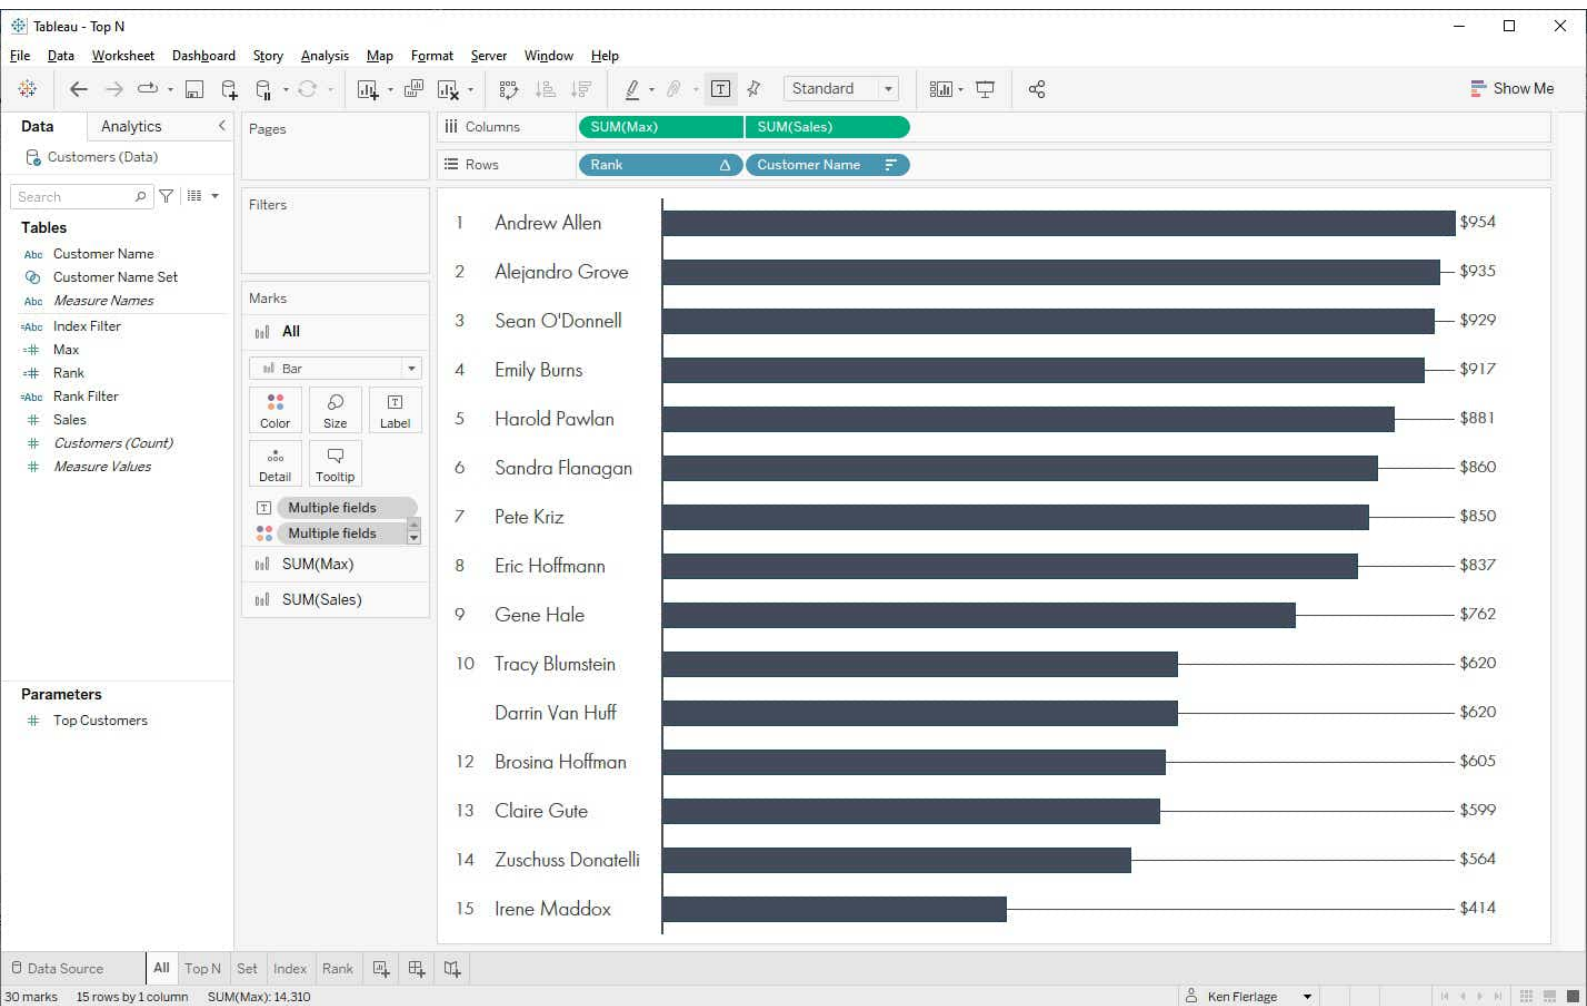 Tableau - Top N
File Data Worksheet Dashboard Story Analysis Map Format Server Window Help
Standard
Show Me
Data Analytics
Customers (Data)
Search
Tables
Abc Customer Name
Customer Name Set
Abc Measure Names
=Abc Index Filter
=# Max
=# Rank
=Abc Rank Filter
# Sales
# Customers (Count)
# Measure Values
Parameters
# Top Customers
Pages
Filters
Marks
All
Bar
Color Size Label
Detail Tooltip
Multiple fields
Multiple fields
SUM(Max)
SUM(Sales)
Columns SUM(Max) SUM(Sales)
Rows Rank Customer Name
1 Andrew Allen $954
2 Alejandro Grove $935
3 Sean O'Donnell $929
4 Emily Burns $917
5 Harold Pawlan $881
6 Sandra Flanagan $860
7 Pete Kriz $850
8 Eric Hoffmann $837
9 Gene Hale $762
10 Tracy Blumstein $620
Darrin Van Huff $620
12 Brosina Hoffman $605
13 Claire Gute $599
14 Zuschuss Donatelli $564
15 Irene Maddox $414
Data Source All Top N Set Index Rank
30 marks 15 rows by 1 column SUM(Max): 14,310 Ken Flerlage